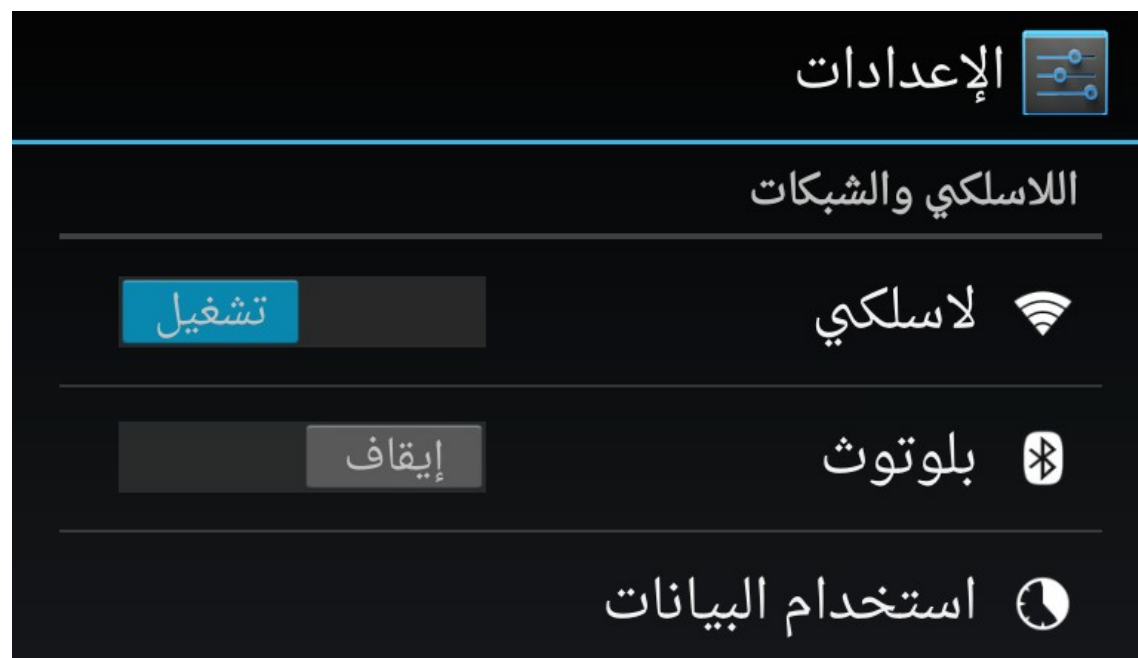 الإعدادات
اللاسلكي والشبكات
لاسلكي تشغيل
بلوتوث إيقاف
استخدام البيانات